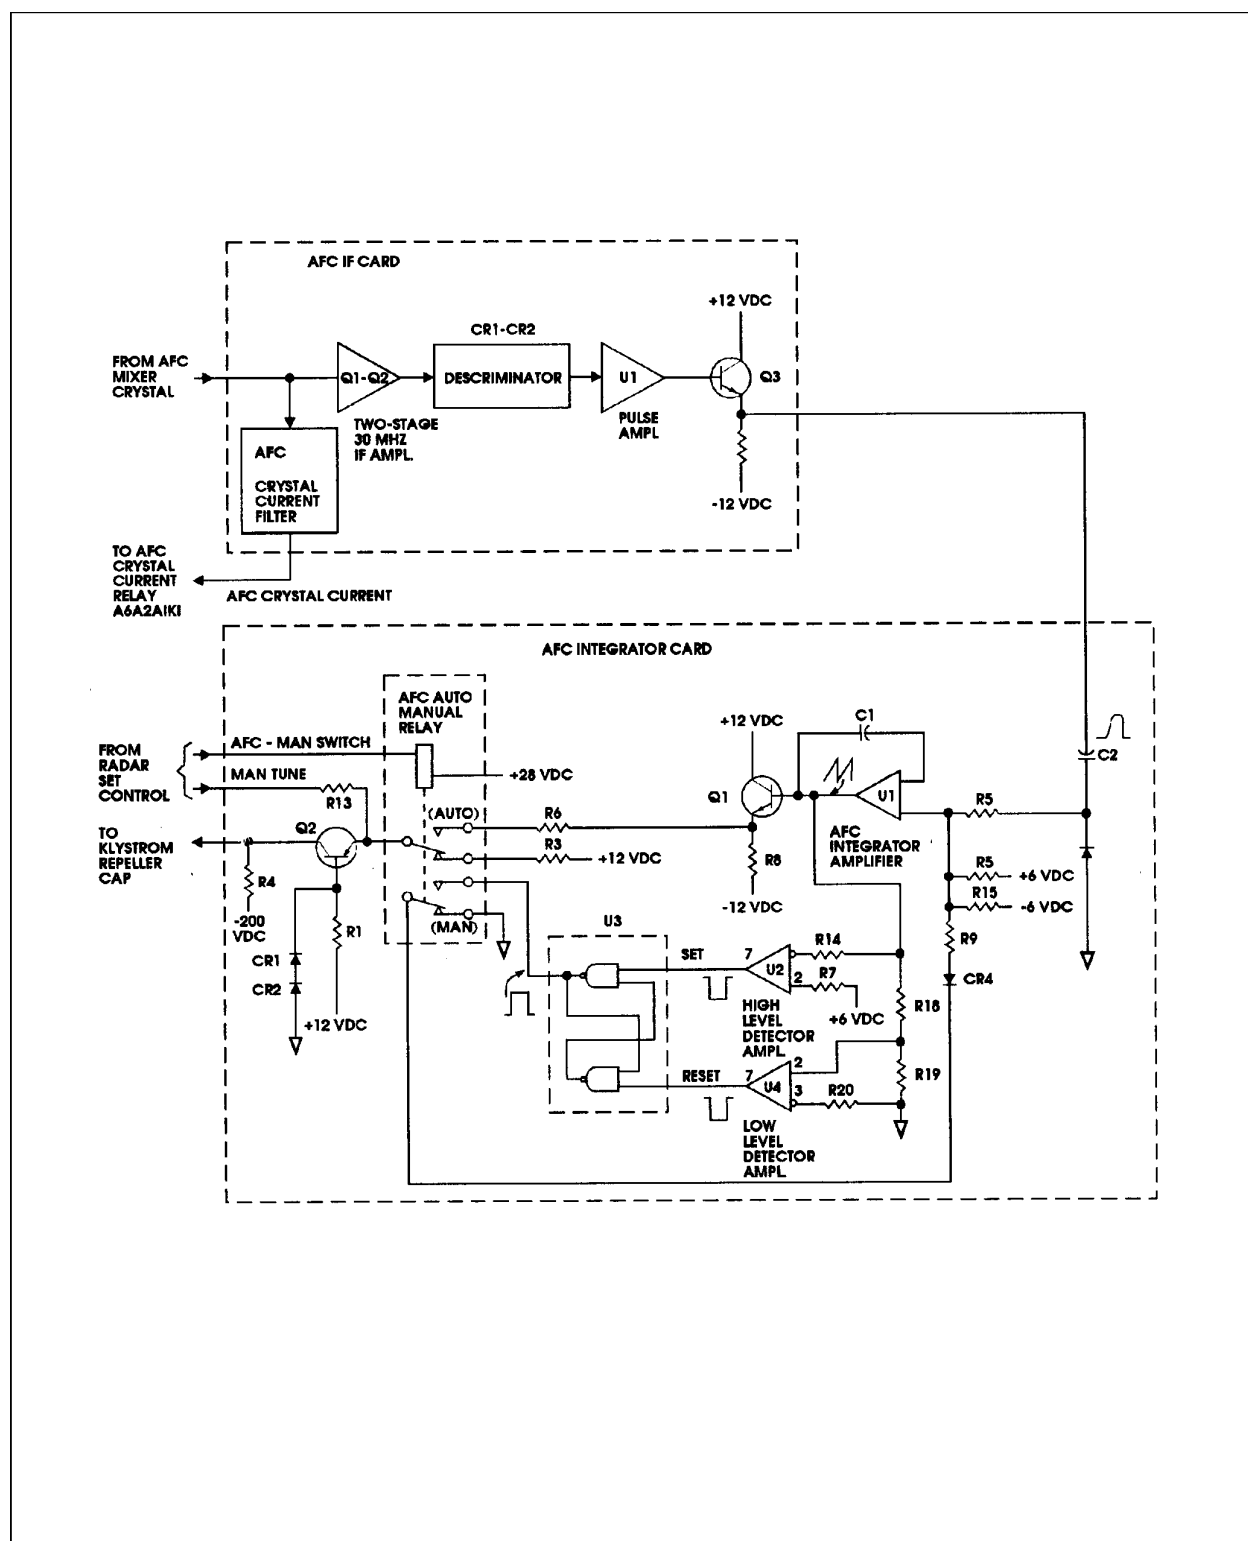 AFC IF CARD
+12 VDC
CR1-CR2
FROM AFC
MIXER
CRYSTAL
Q1-Q2
DESCRIMINATOR
U1
Q3
TWO-STAGE
30 MHZ
IF AMPL.
PULSE
AMPL
AFC
CRYSTAL
CURRENT
FILTER
-12 VDC
TO AFC
CRYSTAL
CURRENT
RELAY
A6A2AIKI
AFC CRYSTAL CURRENT
AFC INTEGRATOR CARD
AFC AUTO
MANUAL
RELAY
FROM
RADAR
SET
CONTROL
AFC - MAN SWITCH
MAN TUNE
+28 VDC
R13
+12 VDC
C1
C2
Q1
U1
R5
AFC
INTEGRATOR
AMPLIFIER
TO
KLYSTROM
REPELLER
CAP
Q2
(AUTO)
R6
R3
+12 VDC
R8
-12 VDC
R5
+6 VDC
R15
-6 VDC
R4
-200
VDC
R1
(MAN)
U3
R9
CR4
CR1
CR2
+12 VDC
SET
7
U2
2
R14
R7
+6 VDC
HIGH
LEVEL
DETECTOR
AMPL.
R18
RESET
7
U4
2
3
R20
R19
LOW
LEVEL
DETECTOR
AMPL.